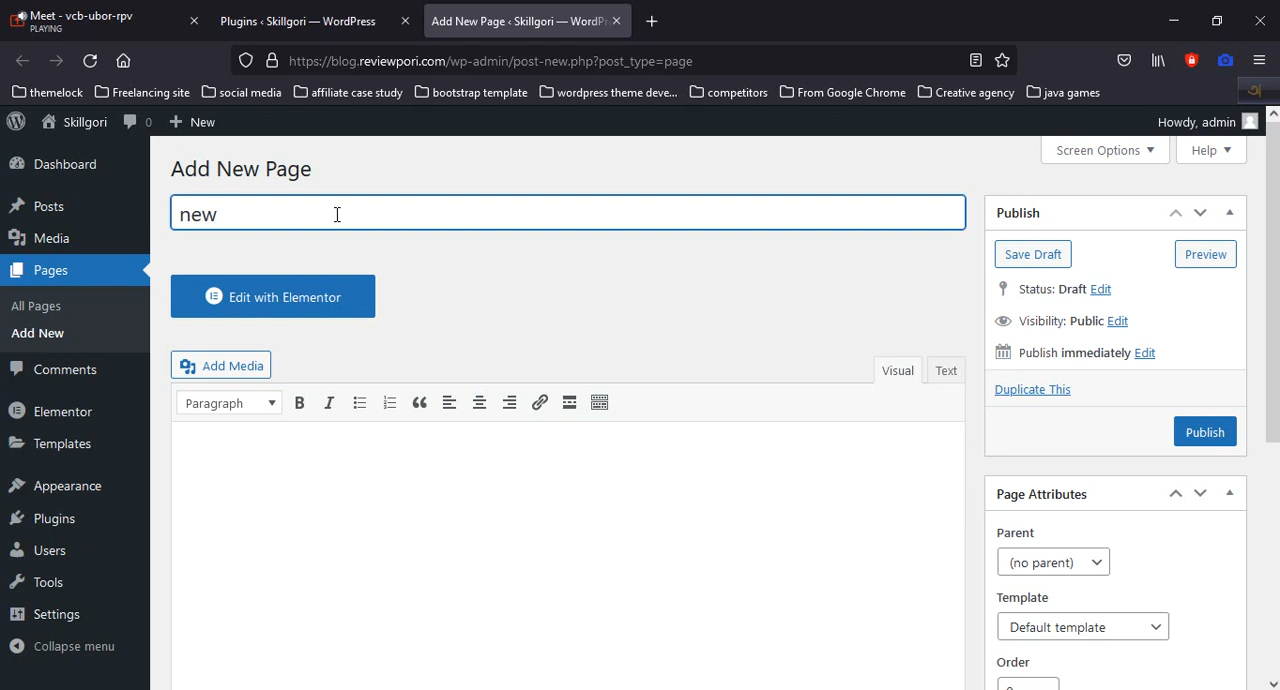 Meet - vcb-ubor-rpv
PLAYING
Plugins ‹ Skillgori — WordPress
Add New Page ‹ Skillgori — WordPr
https://blog.reviewpori.com/wp-admin/post-new.php?post_type=page
themelock
Freelancing site
social media
affiliate case study
bootstrap template
wordpress theme deve...
competitors
From Google Chrome
Creative agency
java games
Skillgori
0
New
Howdy, admin
Dashboard
Posts
Media
Pages
All Pages
Add New
Comments
Elementor
Templates
Appearance
Plugins
Users
Tools
Settings
Collapse menu
Screen Options
Help
Add New Page
new
Edit with Elementor
Add Media
Visual
Text
Paragraph
Publish
Save Draft
Preview
Status: Draft Edit
Visibility: Public Edit
Publish immediately Edit
Duplicate This
Publish
Page Attributes
Parent
(no parent)
Template
Default template
Order